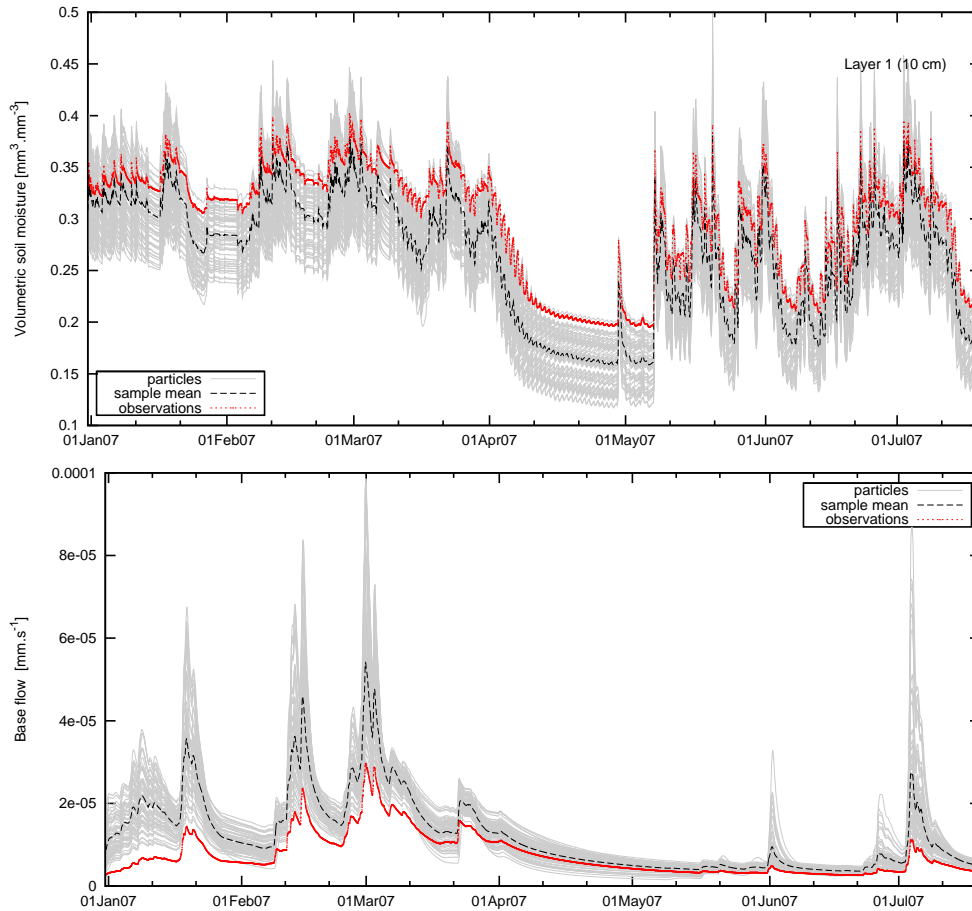 0.5
0.45
0.4
0.35
0.3
0.25
0.2
0.15
0.1
Volumetric soil moisture [mm³.mm⁻³]
Layer 1 (10 cm)
particles
sample mean
observations
01Jan07 01Feb07 01Mar07 01Apr07 01May07 01Jun07 01Jul07
0.0001
8e-05
6e-05
4e-05
2e-05
0
Base flow [mm.s⁻¹]
particles
sample mean
observations
01Jan07 01Feb07 01Mar07 01Apr07 01May07 01Jun07 01Jul07